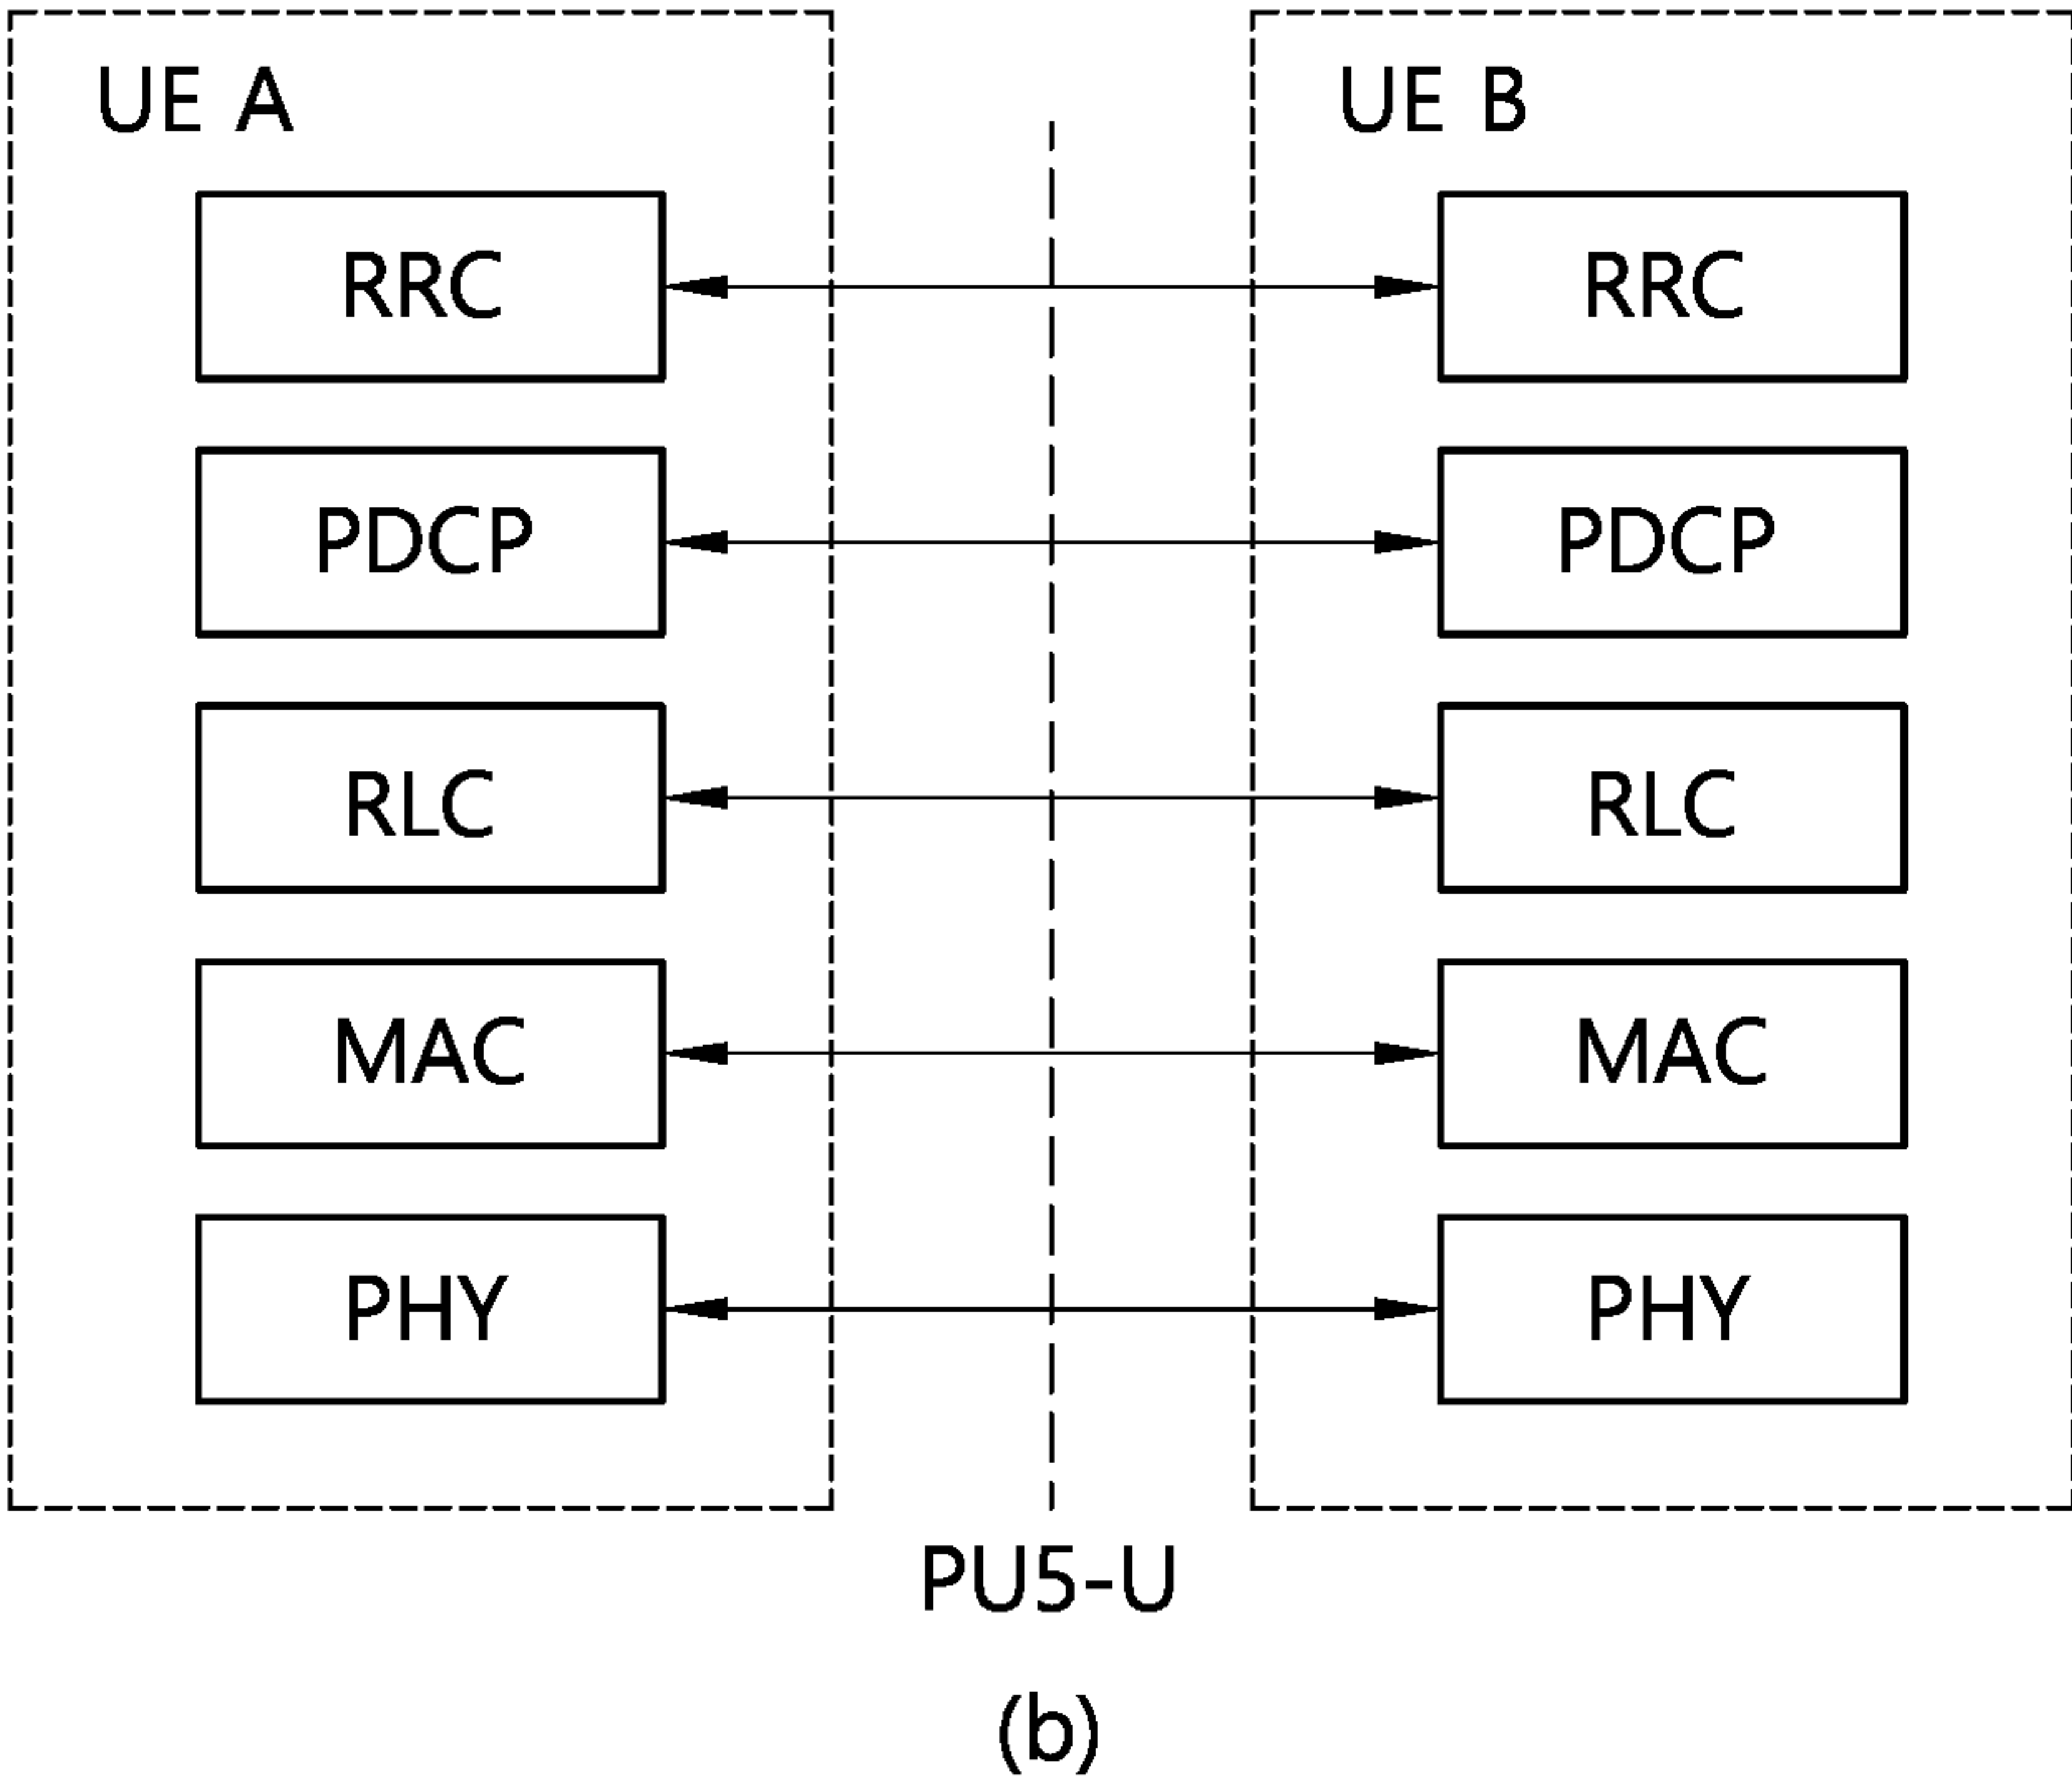 UE A UE B
RRC RRC
PDCP PDCP
RLC RLC
MAC MAC
PHY PHY
PU5-U
(b)